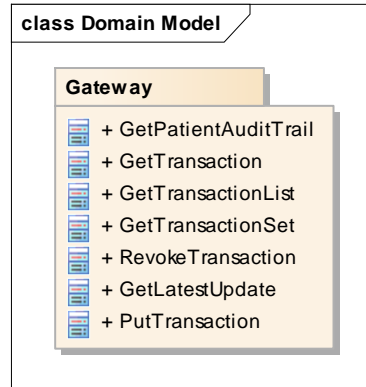 class Domain Model
Gateway
+ GetPatientAuditTrail
+ GetTransaction
+ GetTransactionList
+ GetTransactionSet
+ RevokeTransaction
+ GetLatestUpdate
+ PutTransaction